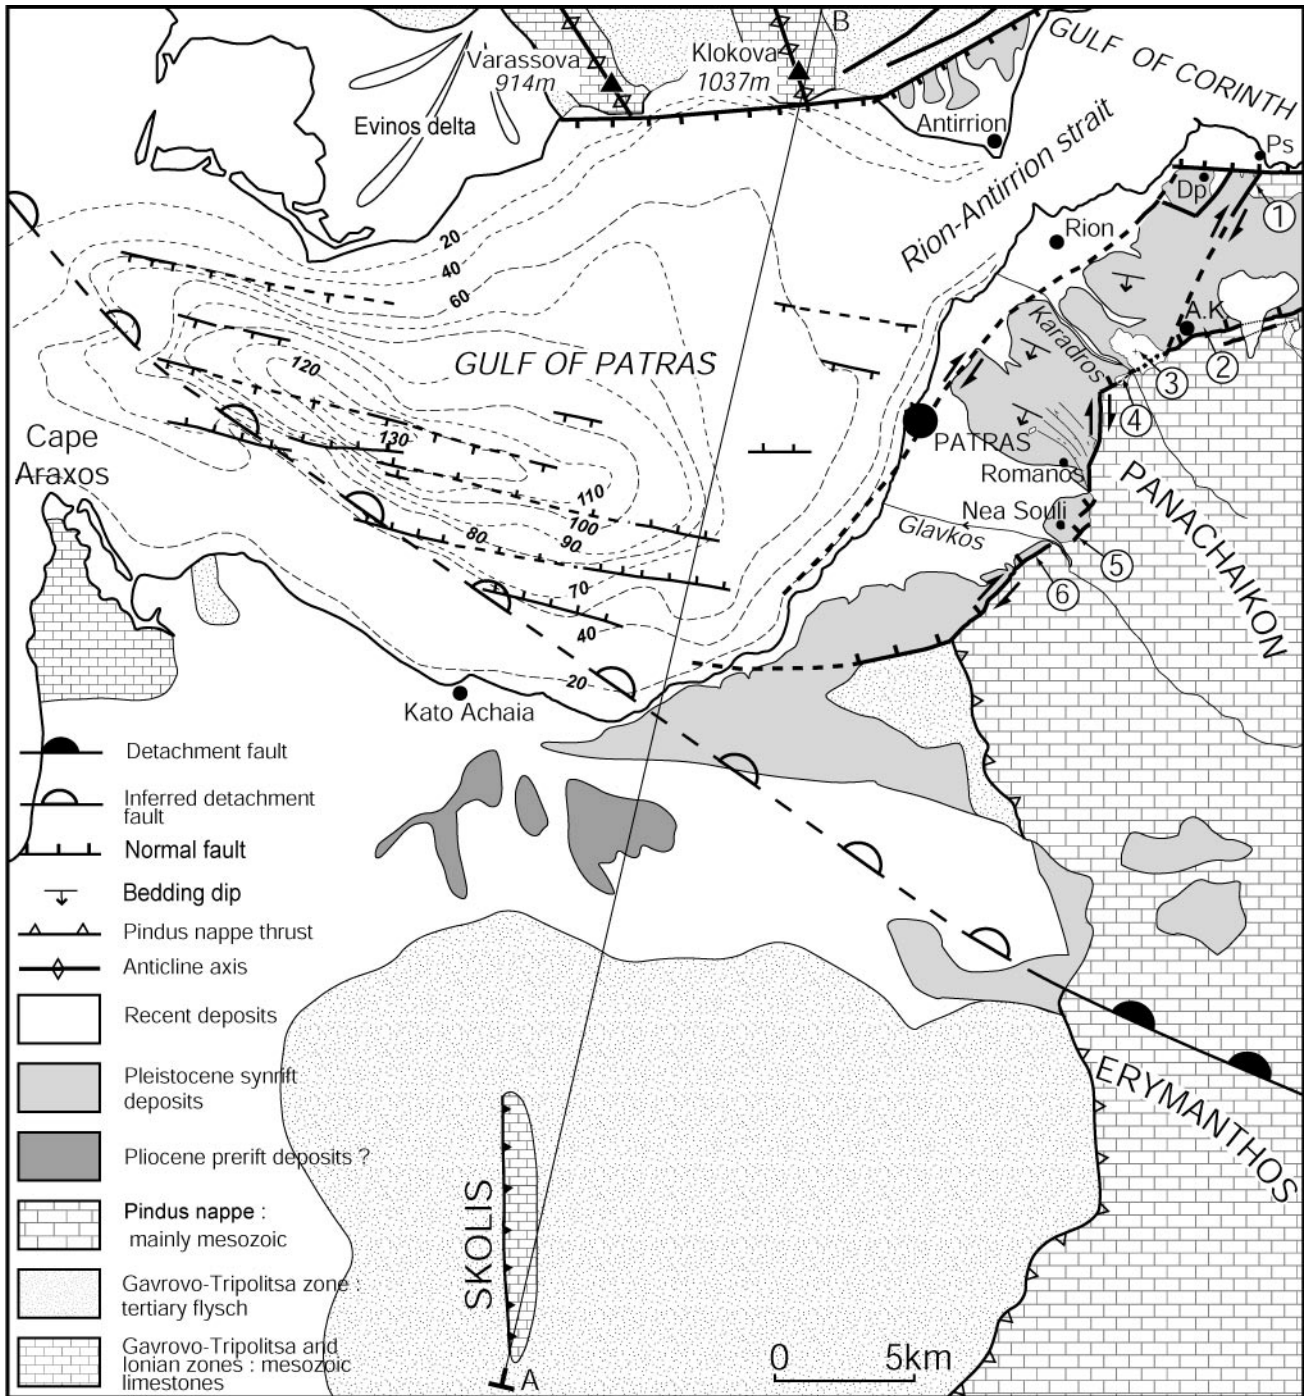 B
Varassova
914m
Klokova
1037m
GULF OF CORINTH
Evinos delta
Antirrion
Rion-Antirrion strait
Ps
Dp
1
Rion
20
40
60
A.K.
2
Karadros
3
4
GULF OF PATRAS
120
130
PATRAS
Romanos
Cape
Araxos
110
100
90
80
70
40
20
Nea Souli
Glavkos
5
6
PANACHAIKON
Kato Achaia
Detachment fault
Inferred detachment
fault
Normal fault
Bedding dip
Pindus nappe thrust
Anticline axis
Recent deposits
Pleistocene synrift
deposits
Pliocene prerift deposits ?
Pindus nappe :
mainly mesozoic
Gavrovo-Tripolitsa zone :
tertiary flysch
Gavrovo-Tripolitsa and
Ionian zones : mesozoic
limestones
ERYMANTHOS
SKOLIS
A
0 5km